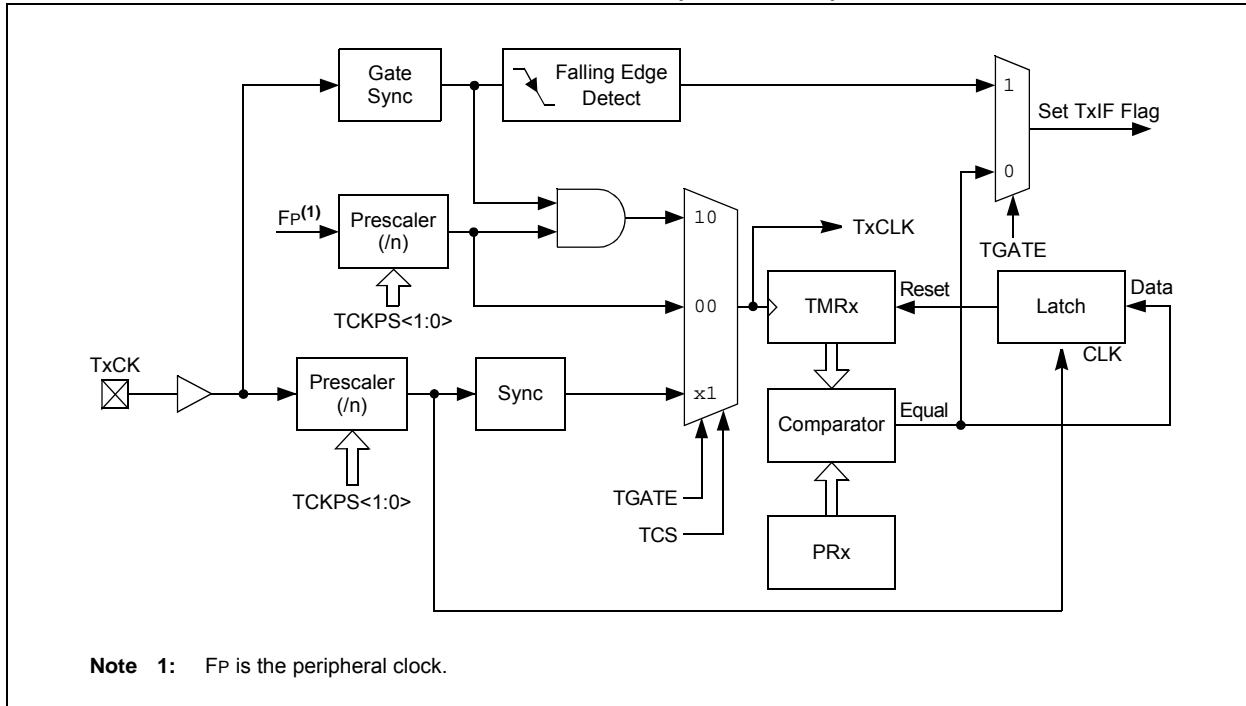 Gate
Sync
Falling Edge
Detect
1
Set TxIF Flag
0
TGATE
FP(1)
Prescaler
(/n)
TCKPS<1:0>
10
00
x1
TxCLK
TMRx
Reset
Latch
Data
CLK
TxCK
Prescaler
(/n)
TCKPS<1:0>
Sync
Comparator
Equal
TGATE
TCS
PRx
Note 1: FP is the peripheral clock.